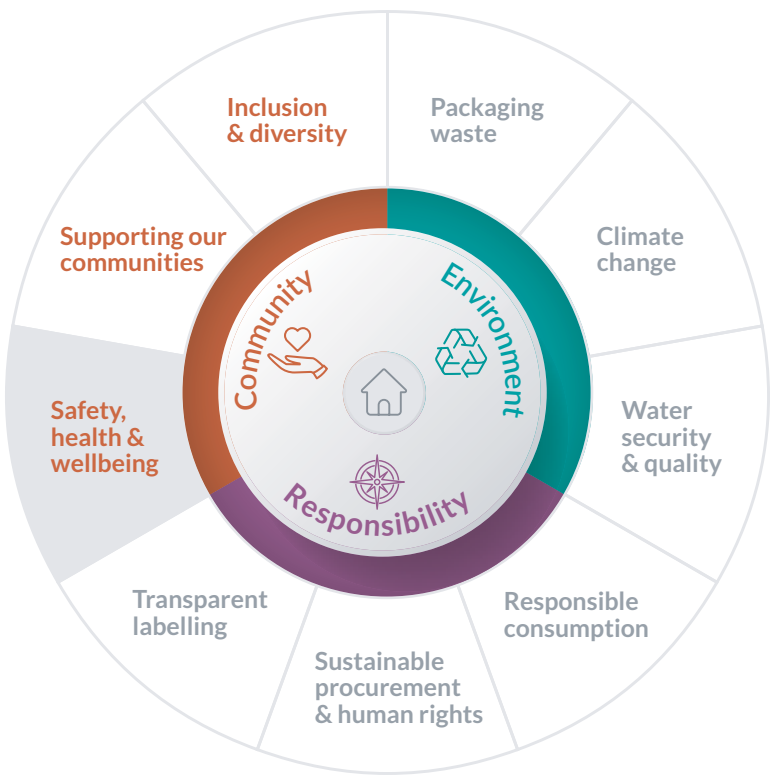 Inclusion
& diversity
Packaging
waste
Supporting our
communities
Climate
change
Community
Environment
Safety,
health &
wellbeing
Water
security
& quality
Responsibility
Transparent
labelling
Responsible
consumption
Sustainable
procurement
& human rights